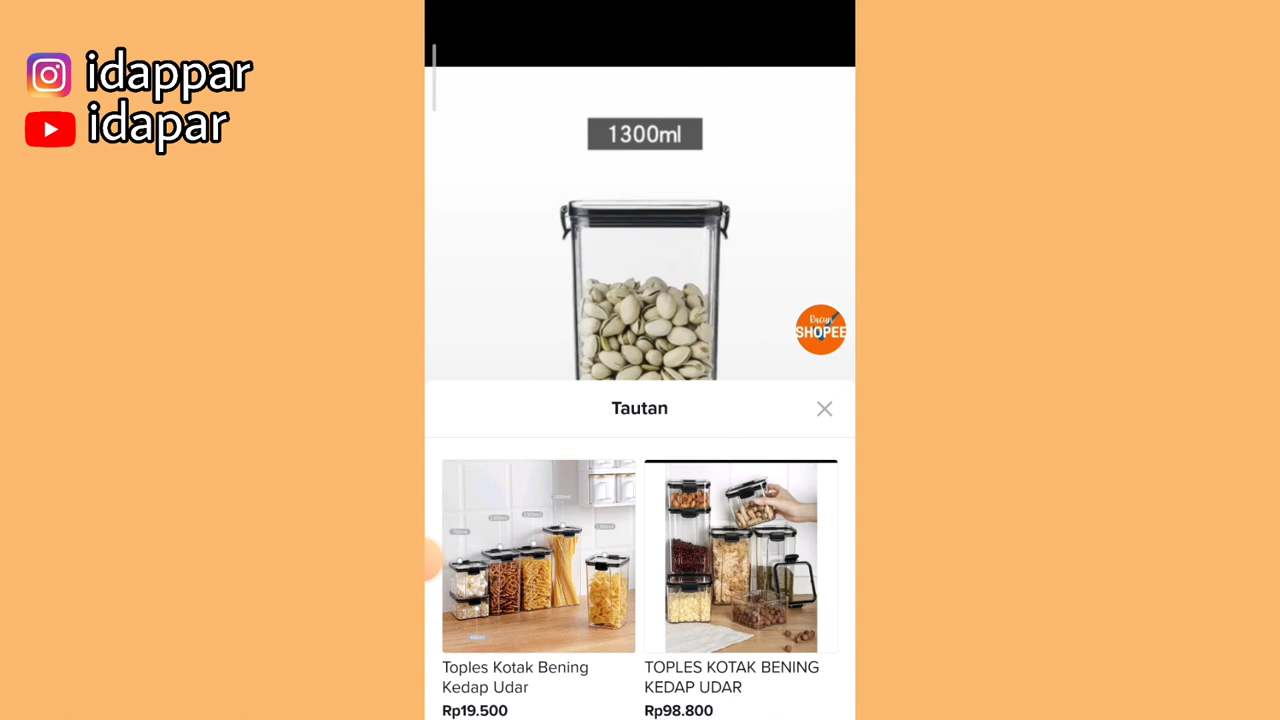 idappar
idapar
1300ml
Bacun
SHOPEE
Tautan
Toples Kotak Bening
Kedap Udar
Rp19.500
TOPLES KOTAK BENING
KEDAP UDAR
Rp98.800